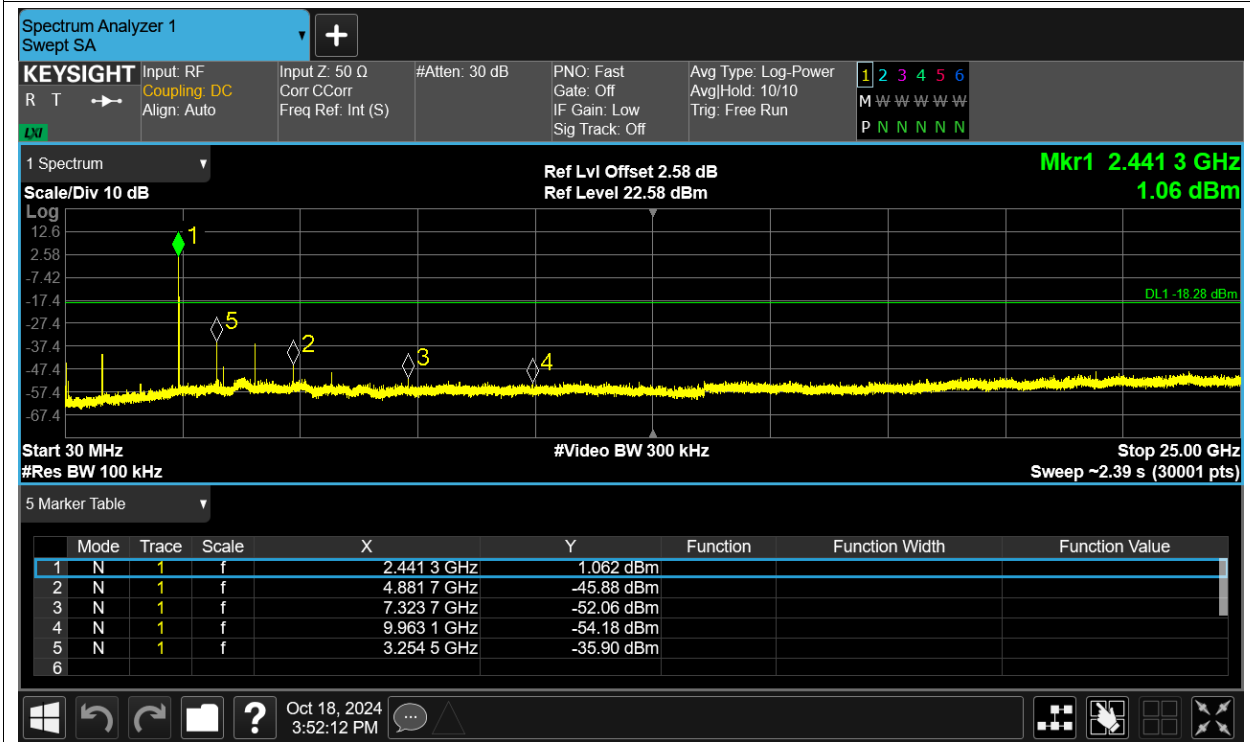 Spectrum Analyzer 1
Swept SA
KEYSIGHT
R T
LXI
Input: RF
Coupling: DC
Align: Auto
Input Z: 50 Ω
Corr CCorr
Freq Ref: Int (S)
#Atten: 30 dB
PNO: Fast
Gate: Off
IF Gain: Low
Sig Track: Off
Avg Type: Log-Power
Avg|Hold: 10/10
Trig: Free Run
1 2 3 4 5 6
M W W W W W
P N N N N N
1 Spectrum
Scale/Div 10 dB
Ref Lvl Offset 2.58 dB
Ref Level 22.58 dBm
Mkr1 2.441 3 GHz
1.06 dBm
Log
12.6
2.58
-7.42
-17.4
-27.4
-37.4
-47.4
-57.4
-67.4
1
5
2
3
4
DL1 -18.28 dBm
Start 30 MHz
#Res BW 100 kHz
#Video BW 300 kHz
Stop 25.00 GHz
Sweep ~2.39 s (30001 pts)
5 Marker Table
Mode Trace Scale X Y Function Function Width Function Value
1 N 1 f 2.441 3 GHz 1.062 dBm
2 N 1 f 4.881 7 GHz -45.88 dBm
3 N 1 f 7.323 7 GHz -52.06 dBm
4 N 1 f 9.963 1 GHz -54.18 dBm
5 N 1 f 3.254 5 GHz -35.90 dBm
6
?
Oct 18, 2024
3:52:12 PM